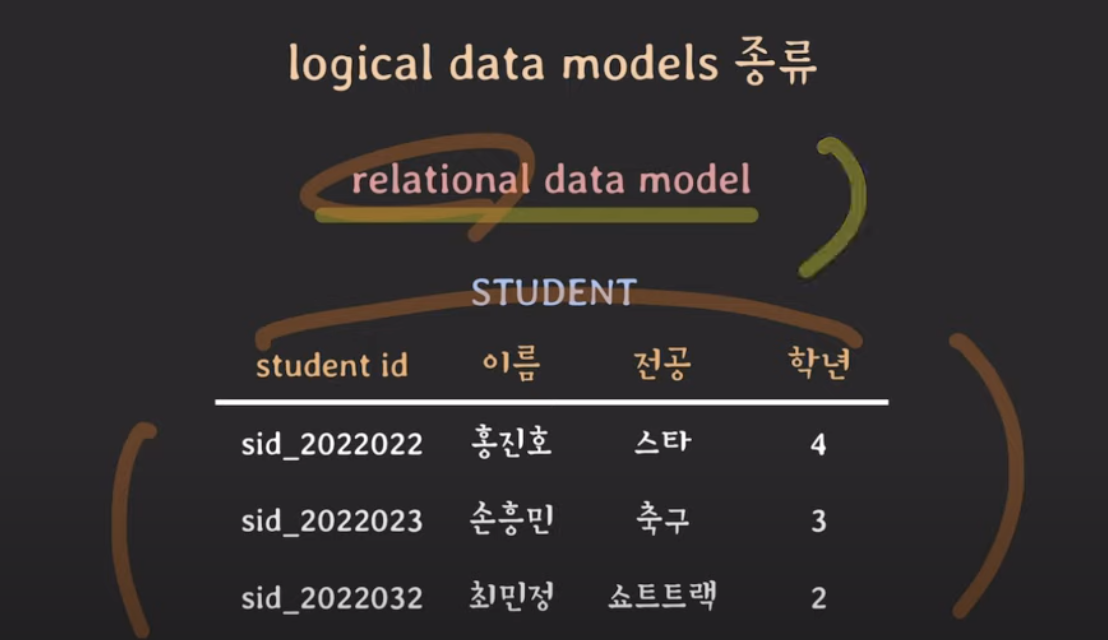 logical data models 종류
relational data model
STUDENT
student id 이름 전공 학년
sid_2022022 홍진호 스타 4
sid_2022023 손흥민 축구 3
sid_2022032 최민정 쇼트트랙 2